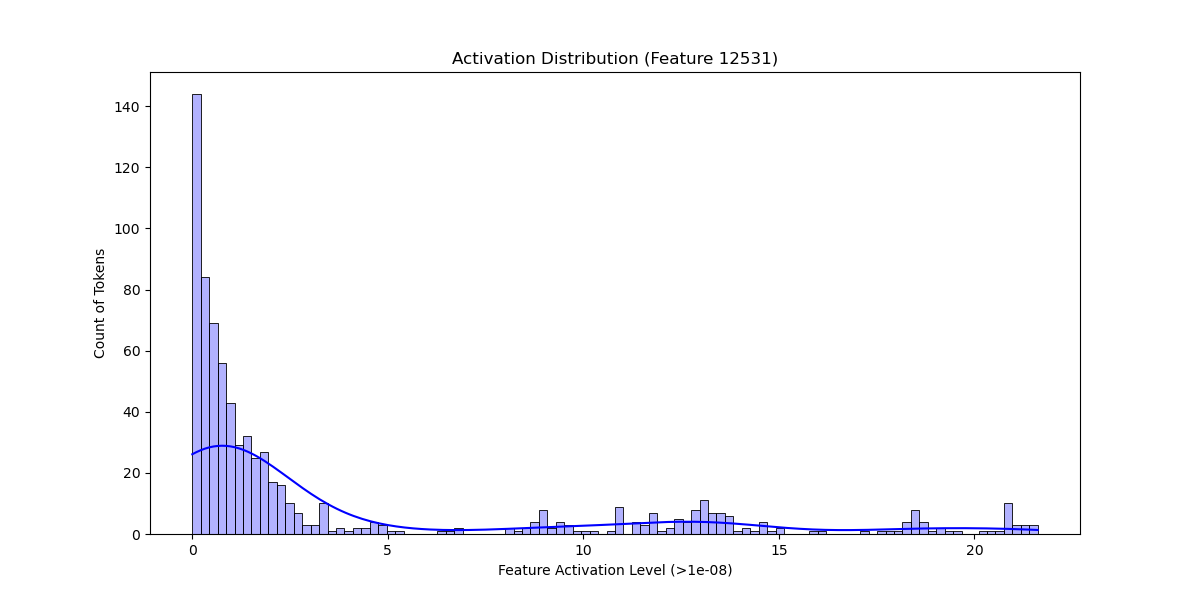 Activation Distribution (Feature 12531)
Count of Tokens
140
120
100
80
60
40
20
0
0 5 10 15 20
Feature Activation Level (>1e-08)